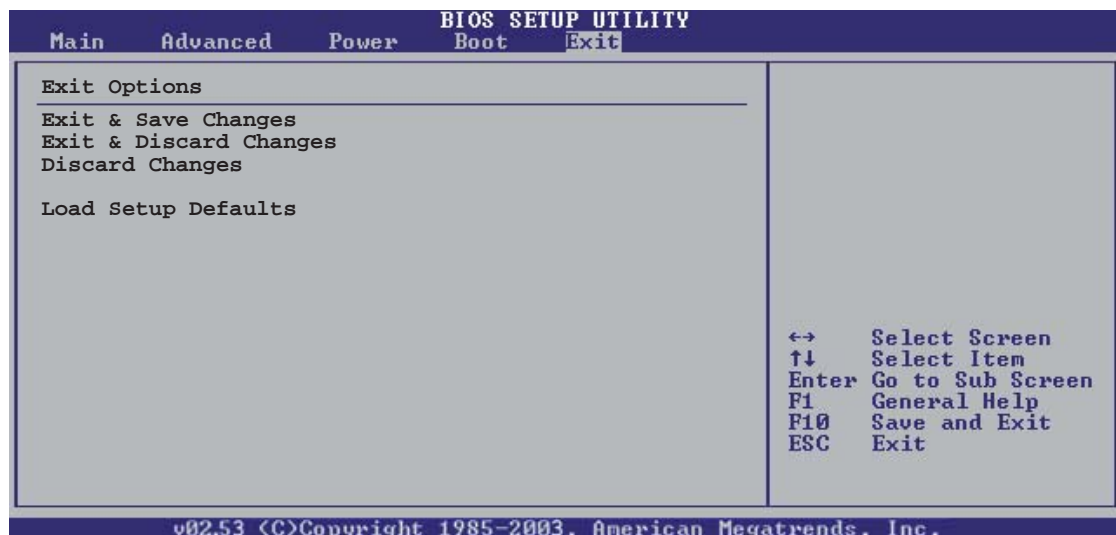 BIOS SETUP UTILITY
Main Advanced Power Boot Exit
Exit Options
Exit & Save Changes
Exit & Discard Changes
Discard Changes
Load Setup Defaults
←→ Select Screen
↑↓ Select Item
Enter Go to Sub Screen
F1 General Help
F10 Save and Exit
ESC Exit
v02.53 (C)Copyright 1985-2003, American Megatrends, Inc.